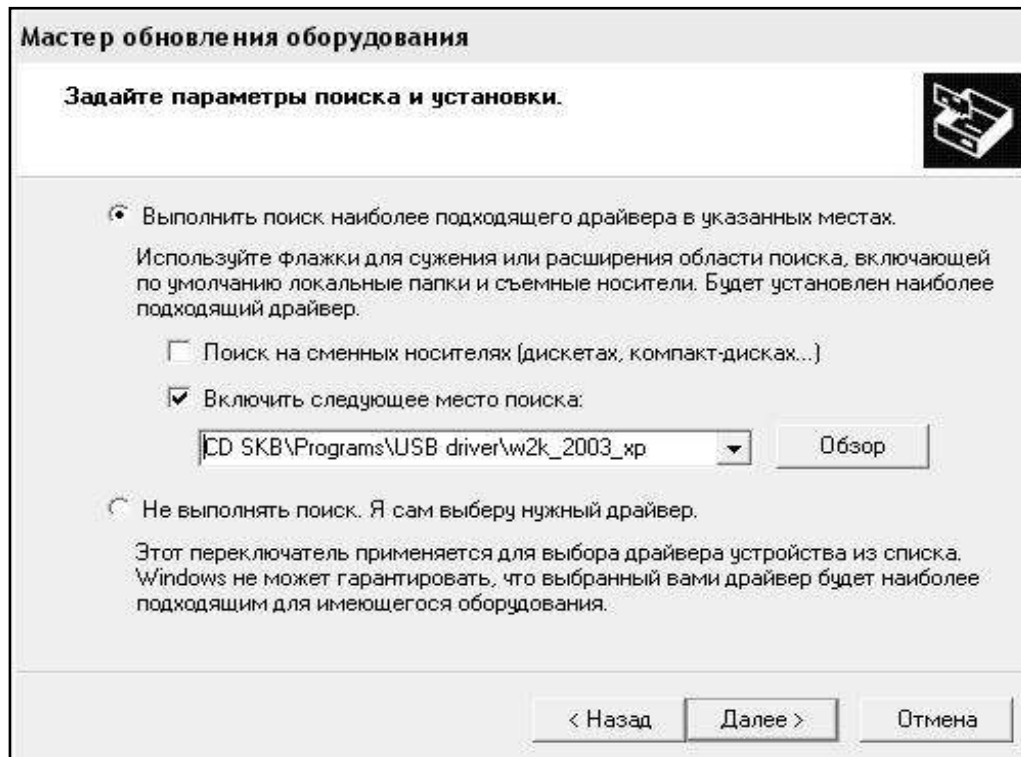 Мастер обновления оборудования
Задайте параметры поиска и установки.
Выполнить поиск наиболее подходящего драйвера в указанных местах.
Используйте флажки для сужения или расширения области поиска, включающей
по умолчанию локальные папки и съемные носители. Будет установлен наиболее
подходящий драйвер.
Поиск на сменных носителях (дискетах, компакт-дисках...)
Включить следующее место поиска:
CD SKB\Programs\USB driver\w2k_2003_xp
Обзор
Не выполнять поиск. Я сам выберу нужный драйвер.
Этот переключатель применяется для выбора драйвера устройства из списка.
Windows не может гарантировать, что выбранный вами драйвер будет наиболее
подходящим для имеющегося оборудования.
< Назад
Далее >
Отмена